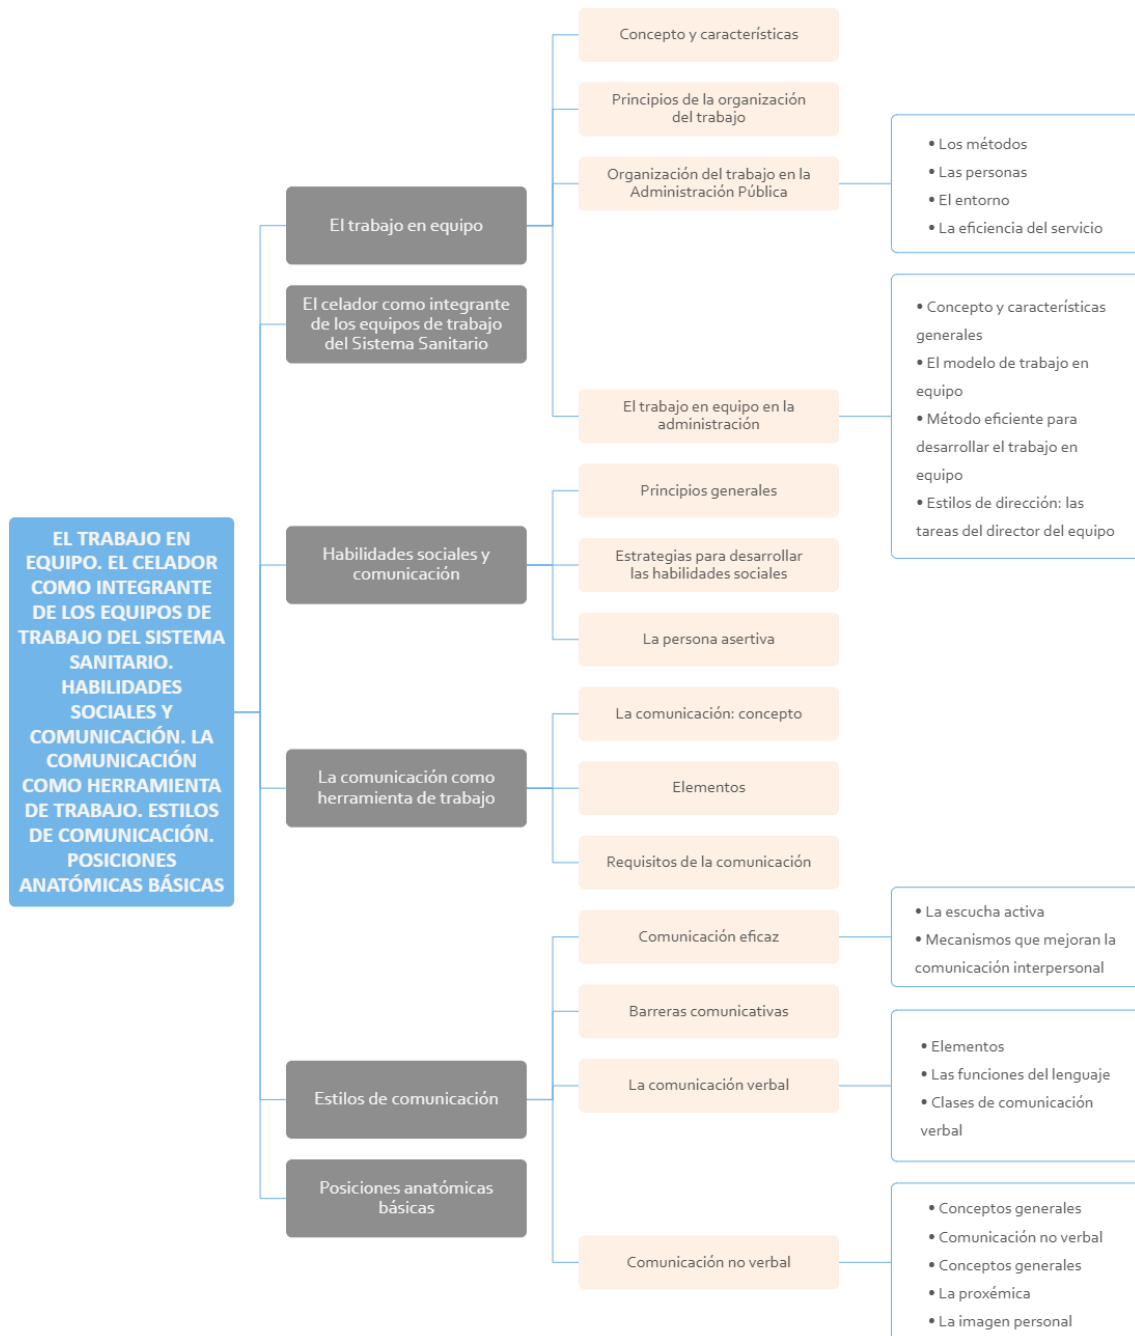 EL TRABAJO EN
EQUIPO. EL CELADOR
COMO INTEGRANTE
DE LOS EQUIPOS DE
TRABAJO DEL SISTEMA
SANITARIO.
HABILIDADES
SOCIALES Y
COMUNICACIÓN. LA
COMUNICACIÓN
COMO HERRAMIENTA
DE TRABAJO. ESTILOS
DE COMUNICACIÓN.
POSICIONES
ANATÓMICAS BÁSICAS
El trabajo en equipo
Concepto y características
Principios de la organización
del trabajo
Organización del trabajo en la
Administración Pública
• Los métodos
• Las personas
• El entorno
• La eficiencia del servicio
El trabajo en equipo en la
administración
• Concepto y características
generales
• El modelo de trabajo en
equipo
• Método eficiente para
desarrollar el trabajo en
equipo
• Estilos de dirección: las
tareas del director del equipo
El celador como integrante
de los equipos de trabajo
del Sistema Sanitario
Habilidades sociales y
comunicación
Principios generales
Estrategias para desarrollar
las habilidades sociales
La persona asertiva
La comunicación como
herramienta de trabajo
La comunicación: concepto
Elementos
Requisitos de la comunicación
Estilos de comunicación
Comunicación eficaz
• La escucha activa
• Mecanismos que mejoran la
comunicación interpersonal
Barreras comunicativas
La comunicación verbal
• Elementos
• Las funciones del lenguaje
• Clases de comunicación
verbal
Comunicación no verbal
• Conceptos generales
• Comunicación no verbal
• Conceptos generales
• La proxémica
• La imagen personal
Posiciones anatómicas
básicas